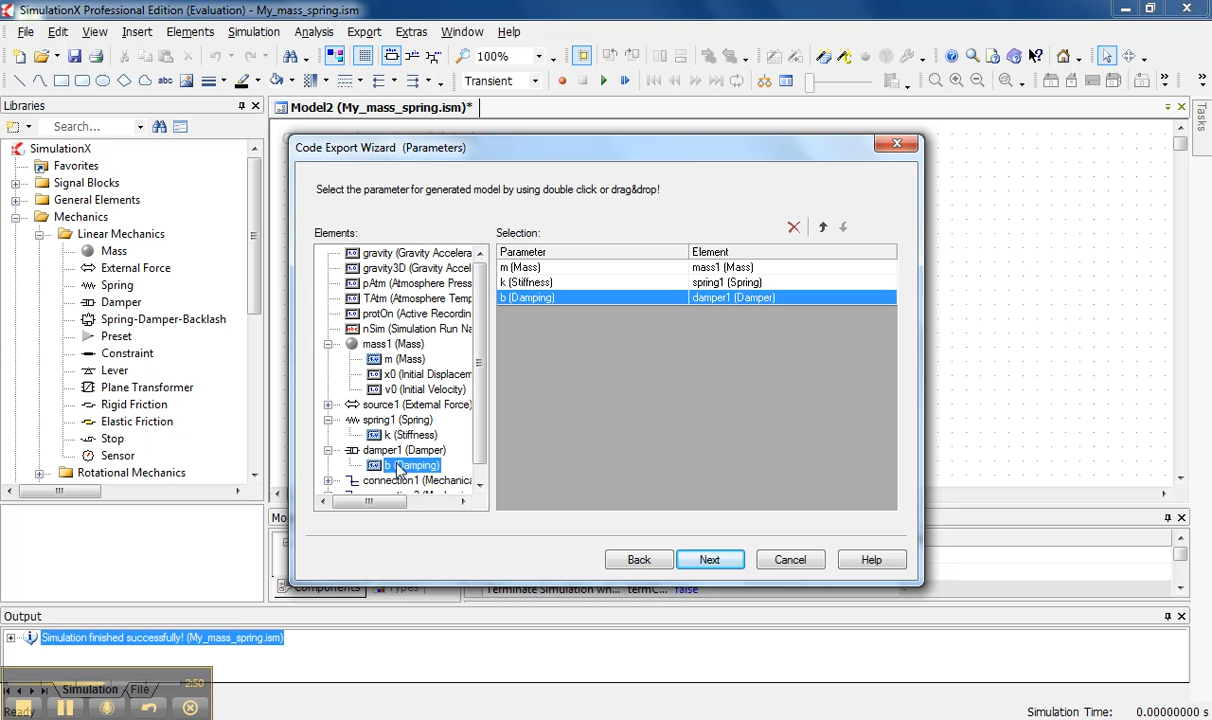 SimulationX Professional Edition (Evaluation) - My_mass_spring.ism
File Edit View Insert Elements Simulation Analysis Export Extras Window Help
100%
abc Transient
Libraries
Model2 (My_mass_spring.ism)*
Tasks
Search...
SimulationX
Favorites
Signal Blocks
General Elements
Mechanics
Linear Mechanics
Mass
External Force
Spring
Damper
Spring-Damper-Backlash
Preset
Constraint
Lever
Plane Transformer
Rigid Friction
Elastic Friction
Stop
Sensor
Rotational Mechanics
Code Export Wizard (Parameters)
Select the parameter for generated model by using double click or drag&drop!
Elements:
gravity (Gravity Accelera
gravity3D (Gravity Accel
pAtm (Atmosphere Press
TAtm (Atmosphere Temp
protOn (Active Recordin
nSim (Simulation Run Na
mass1 (Mass)
m (Mass)
x0 (Initial Displacem
v0 (Initial Velocity)
source1 (External Force)
spring1 (Spring)
k (Stiffness)
damper1 (Damper)
b (Damping)
connection1 (Mechanica
Selection:
Parameter Element
m (Mass) mass1 (Mass)
k (Stiffness) spring1 (Spring)
b (Damping) damper1 (Damper)
Back Next Cancel Help
Mo
Components Types
Terminate Simulation wh... termC... false
Output
Simulation finished successfully! (My_mass_spring.ism)
2:50
Simulation File
Ready
Simulation Time: 0.00000000 s